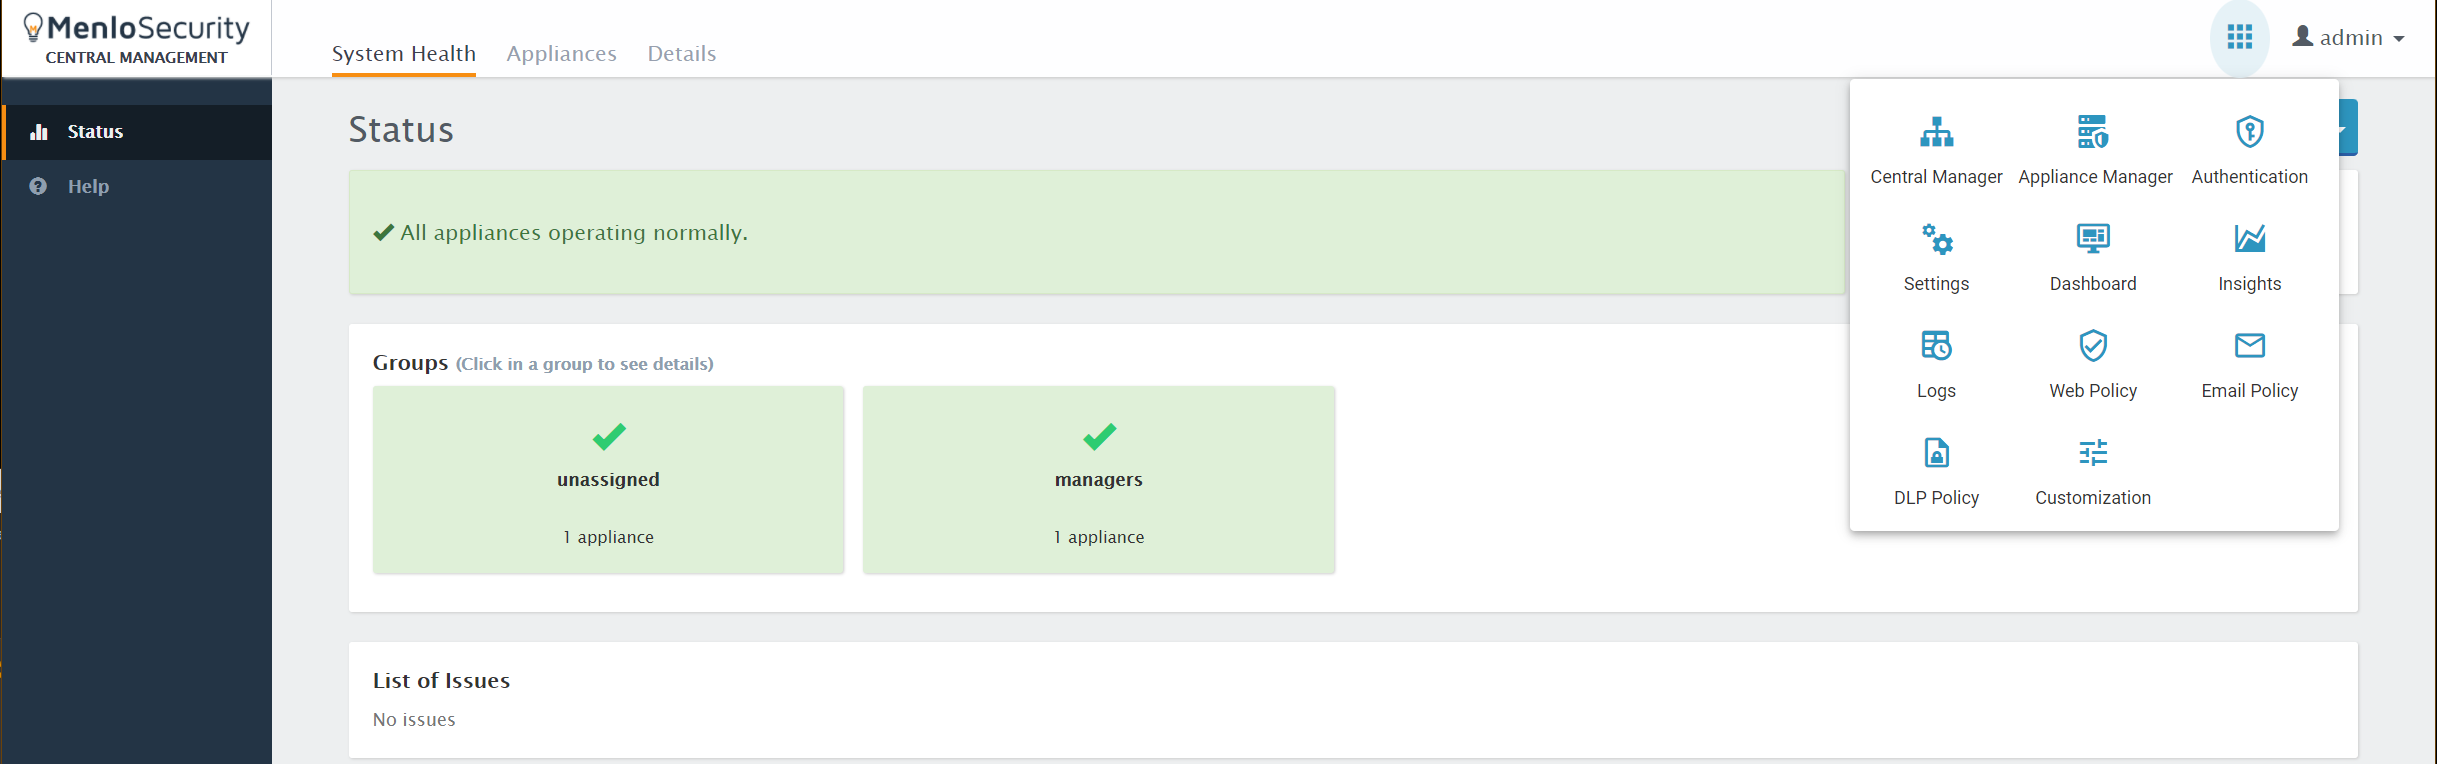 MenloSecurity
CENTRAL MANAGEMENT
System Health Appliances Details
admin
Status
Help
Status
All appliances operating normally.
Groups (Click in a group to see details)
unassigned
1 appliance
managers
1 appliance
List of Issues
No issues
Central Manager Appliance Manager Authentication
Settings Dashboard Insights
Logs Web Policy Email Policy
DLP Policy Customization